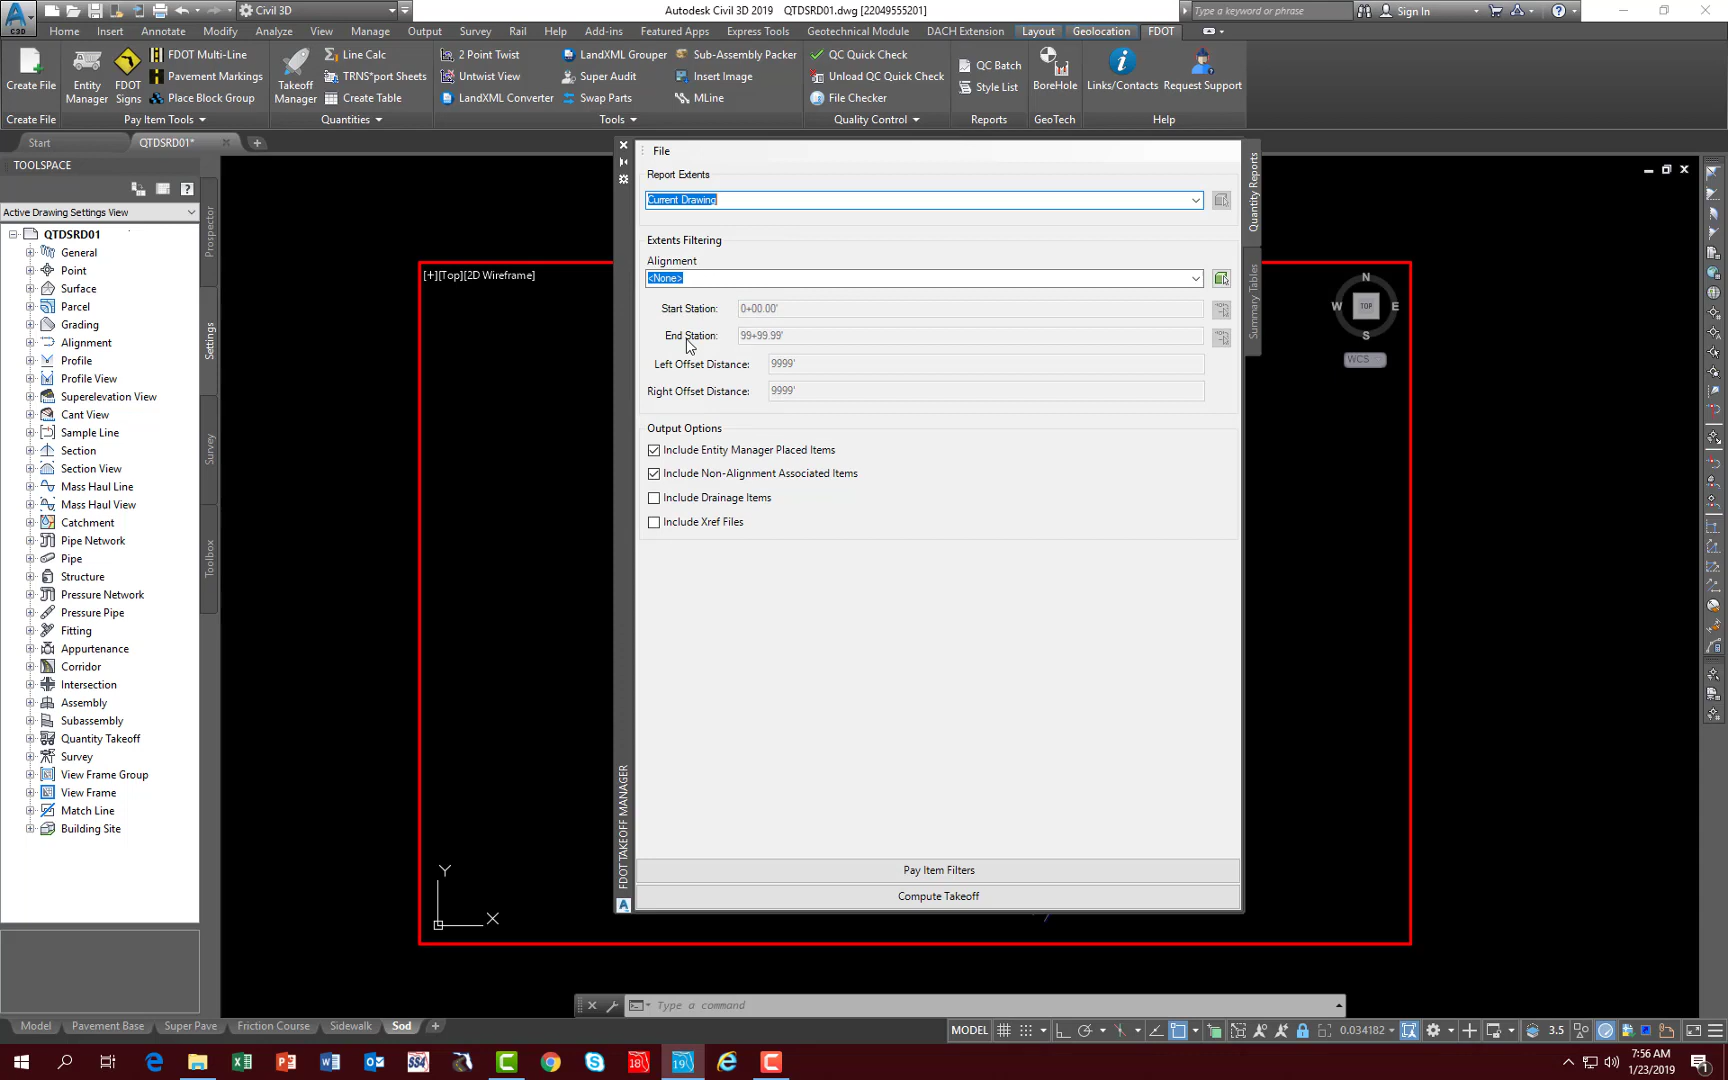 Civil 3D
Autodesk Civil 3D 2019 QTDSRD01.dwg [22049555201]
Type a keyword or phrase
Sign In
C3D
Home Insert Annotate Modify Analyze View Manage Output Survey Rail Help Add-ins Featured Apps Express Tools Geotechnical Module DACH Extension Layout Geolocation FDOT
Create File
Entity Manager
FDOT Signs
FDOT Multi-Line
Pavement Markings
Place Block Group
Takeoff Manager
Line Calc
TRNS*port Sheets
Create Table
2 Point Twist
Untwist View
LandXML Converter
LandXML Grouper
Super Audit
Swap Parts
Sub-Assembly Packer
Insert Image
MLine
QC Quick Check
Unload QC Quick Check
File Checker
QC Batch
Style List
BoreHole
Links/Contacts
Request Support
Create File Pay Item Tools Quantities Tools Quality Control Reports GeoTech Help
Start QTDSRD01*
TOOLSPACE
Active Drawing Settings View
QTDSRD01
General
Point
Surface
Parcel
Grading
Alignment
Profile
Profile View
Superelevation View
Cant View
Sample Line
Section
Section View
Mass Haul Line
Mass Haul View
Catchment
Pipe Network
Pipe
Structure
Pressure Network
Pressure Pipe
Fitting
Appurtenance
Corridor
Intersection
Assembly
Subassembly
Quantity Takeoff
Survey
View Frame Group
View Frame
Match Line
Building Site
Prospector
Settings
Survey
Toolbox
[+][Top][2D Wireframe]
Y
X
File
Report Extents
Current Drawing
Extents Filtering
Alignment
<None>
Start Station: 0+00.00'
End Station: 99+99.99'
Left Offset Distance: 9999'
Right Offset Distance: 9999'
Output Options
Include Entity Manager Placed Items
Include Non-Alignment Associated Items
Include Drainage Items
Include Xref Files
Pay Item Filters
Compute Takeoff
FDOT TAKEOFF MANAGER
Quantity Reports
Summary Tables
N
W TOP E
S
WCS
Type a command
Model Pavement Base Super Pave Friction Course Sidewalk Sod
MODEL
0.034182
3.5
SS4
18
19
7:56 AM
1/23/2019